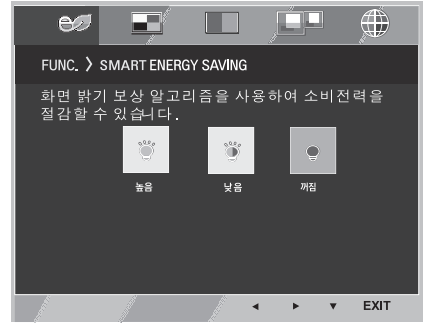 FUNC. > SMART ENERGY SAVING
화면 밝기 보상 알고리즘을 사용하여 소비전력을
절감할 수 있습니다.
높음 낮음 꺼짐
EXIT